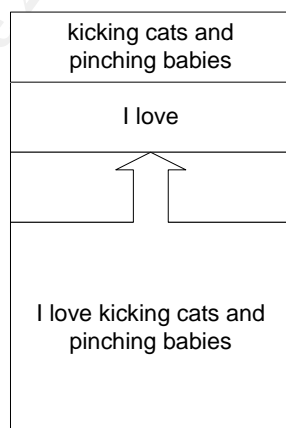 kicking cats and
pinching babies
I love
I love kicking cats and
pinching babies